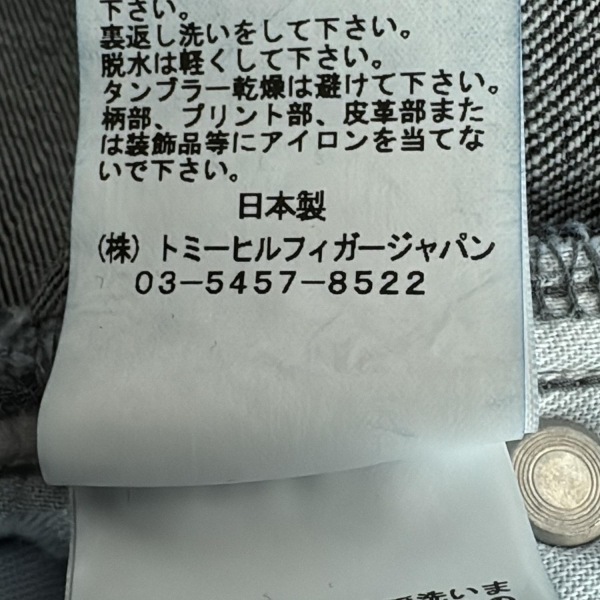 下さい。
裏返し洗いをして下さい。
脱水は軽くして下さい。
タンブラー乾燥は避けて下さい。
柄部、プリント部、皮革部また
は装飾品等にアイロンを当てな
いで下さい。
日本製
(株) トミーヒルフィガージャパン
03-5457-8522
洗いま